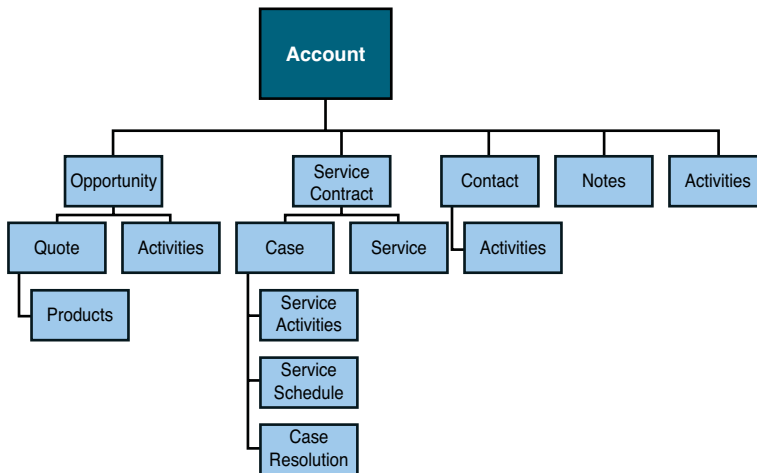 Account
Opportunity
Service
Contract
Contact
Notes
Activities
Quote
Activities
Case
Service
Activities
Products
Service
Activities
Service
Schedule
Case
Resolution